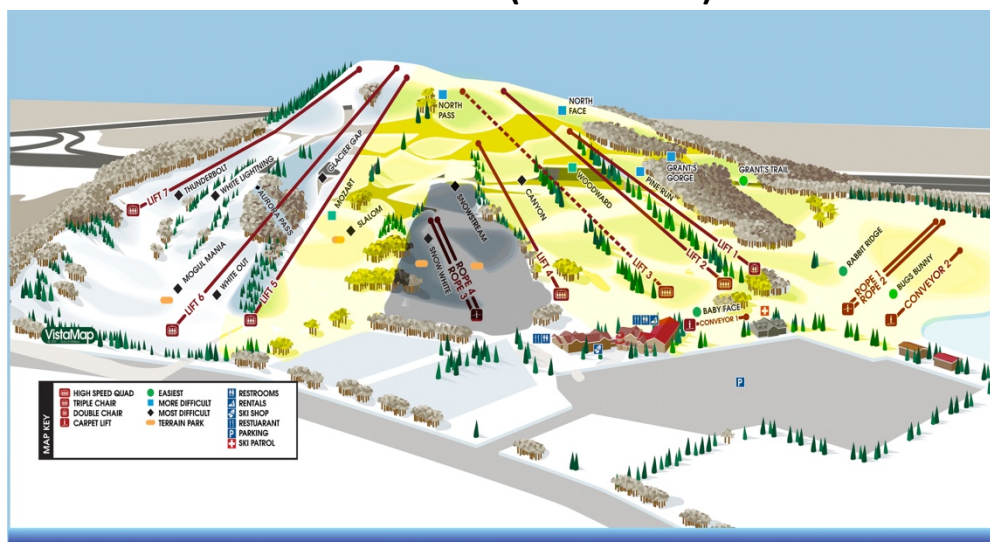 NORTH
PASS
NORTH
FACE
GRANT'S
GORGE
GRANT'S TRAIL
THUNDERBOLT
WHITE LIGHTNING
GLACIER GAP
AURORA PASS
MOZART
SLALOM
SNOWSTREAM
CANYON
WOODWARD
PINE RUN
LIFT 7
MOGUL MANIA
WHITE OUT
LIFT 6
LIFT 5
SNOW WHITE
ROPE 4
ROPE 3
LIFT 4
LIFT 3
LIFT 2
LIFT 1
RABBIT RIDGE
BUGS BUNNY
ROPE 1
ROPE 2
CONVEYOR 2
BABY FACE
CONVEYOR 1
VistaMap
P
MAP KEY
HIGH SPEED QUAD
TRIPLE CHAIR
DOUBLE CHAIR
CARPET LIFT
EASIEST
MORE DIFFICULT
MOST DIFFICULT
TERRAIN PARK
RESTROOMS
RENTALS
SKI SHOP
RESTUARANT
P PARKING
SKI PATROL